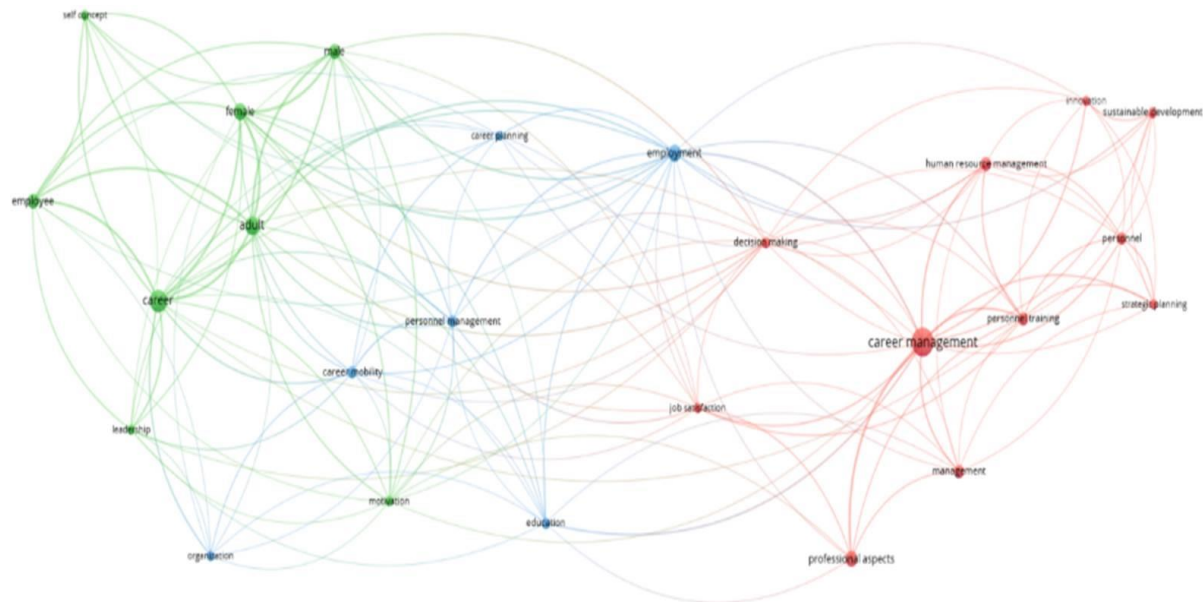 self concept
male
innovation
sustainable development
female
career planning
employment
human resource management
employee
adult
decision making
personnel
career
strategic planning
personnel management
personnel training
career management
career mobility
job satisfaction
leadership
management
motivation
education
organization
professional aspects